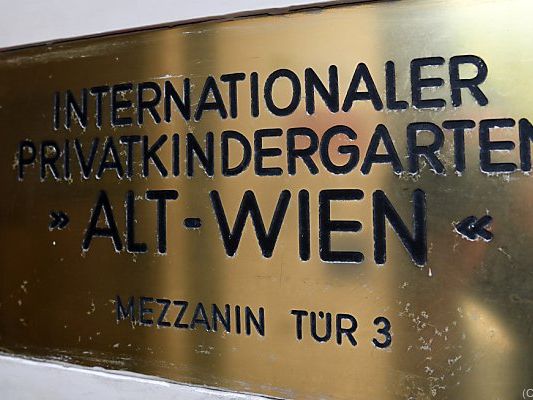 INTERNATIONALER
PRIVATKINDERGARTEN
» ALT-WIEN «
MEZZANIN TÜR 3
(C